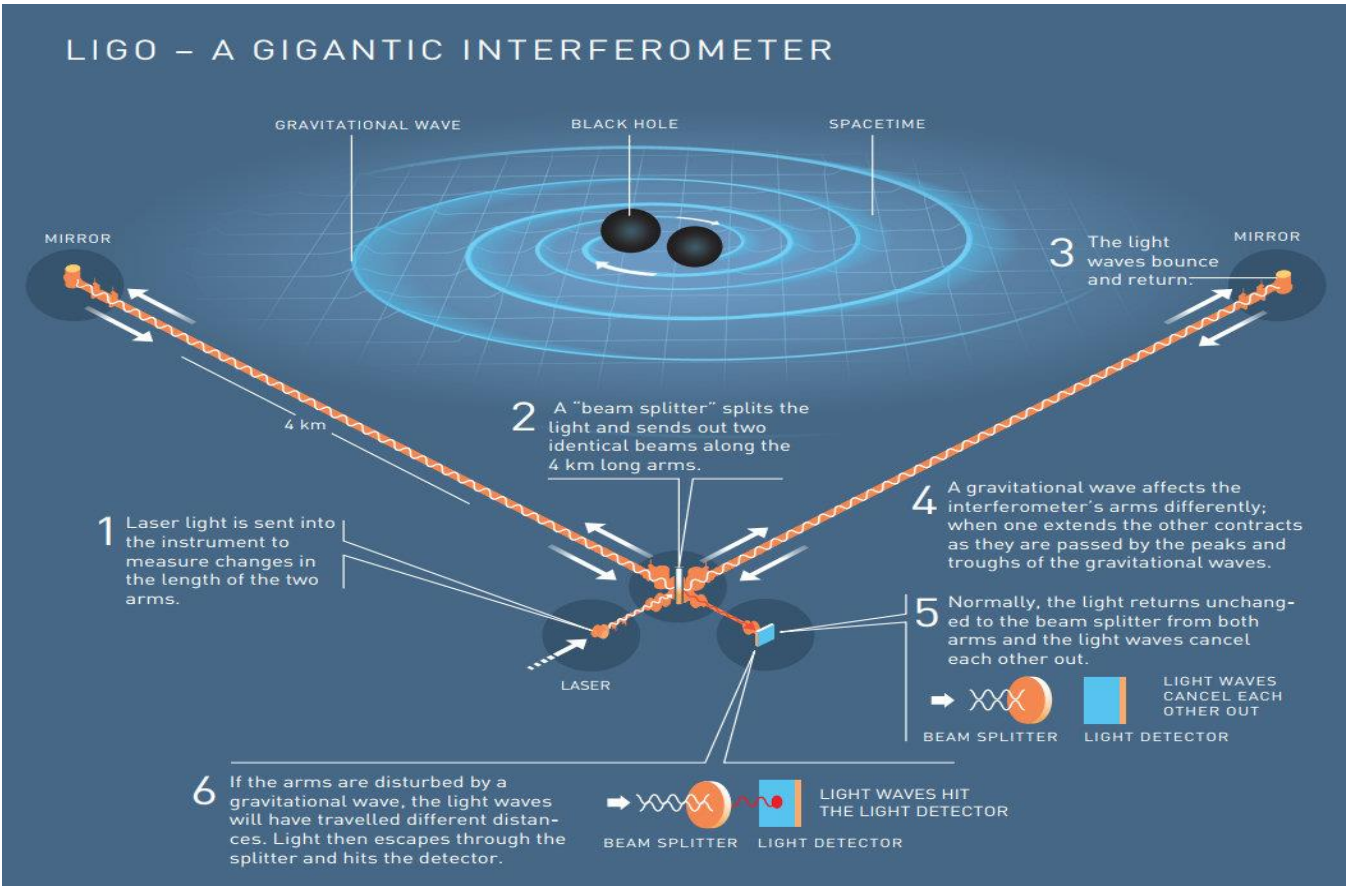 LIGO – A GIGANTIC INTERFEROMETER
GRAVITATIONAL WAVE
BLACK HOLE
SPACETIME
MIRROR
3 The light
waves bounce
and return.
MIRROR
4 km
2 A "beam splitter" splits the
light and sends out two
identical beams along the
4 km long arms.
1 Laser light is sent into
the instrument to
measure changes in
the length of the two
arms.
4 A gravitational wave affects the
interferometer's arms differently;
when one extends the other contracts
as they are passed by the peaks and
troughs of the gravitational waves.
5 Normally, the light returns unchang-
ed to the beam splitter from both
arms and the light waves cancel
each other out.
LASER
LIGHT WAVES
CANCEL EACH
OTHER OUT
BEAM SPLITTER
LIGHT DETECTOR
6 If the arms are disturbed by a
gravitational wave, the light waves
will have travelled different distan-
ces. Light then escapes through the
splitter and hits the detector.
LIGHT WAVES HIT
THE LIGHT DETECTOR
BEAM SPLITTER
LIGHT DETECTOR